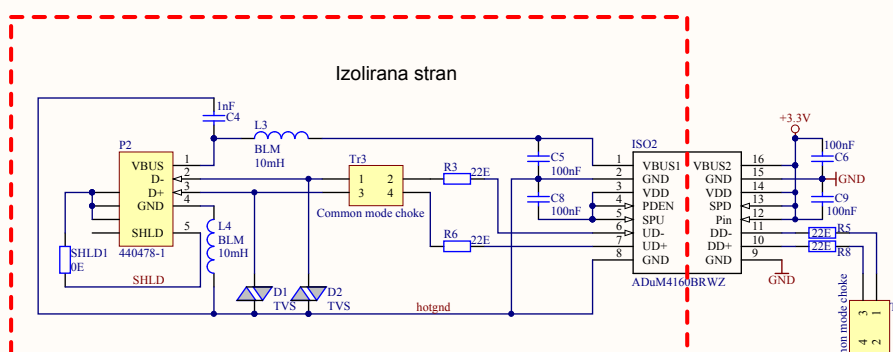 Izolirana stran
1nF
C4
L3
BLM
10mH
P2
VBUS 1
D- 2
D+ 3
GND 4
SHLD 5
440478-1
SHLD1
0E
SHLD
L4
BLM
10mH
Tr3
1 2
3 4
Common mode choke
D1
TVS
D2
TVS
R3 22E
R6 22E
C5
100nF
C8
100nF
hotgnd
ISO2
1 VBUS1 VBUS2 16
2 GND GND 15
3 VDD VDD 14
4 PDEN SPD 13
5 SPU Pin 12
6 UD- DD- 11
7 UD+ DD+ 10
8 GND GND 9
ADuM4160BRWZ
+3.3V
100nF
C6
GND
C9
100nF
22E R5
22E R8
GND
mode choke
3 1
4 2